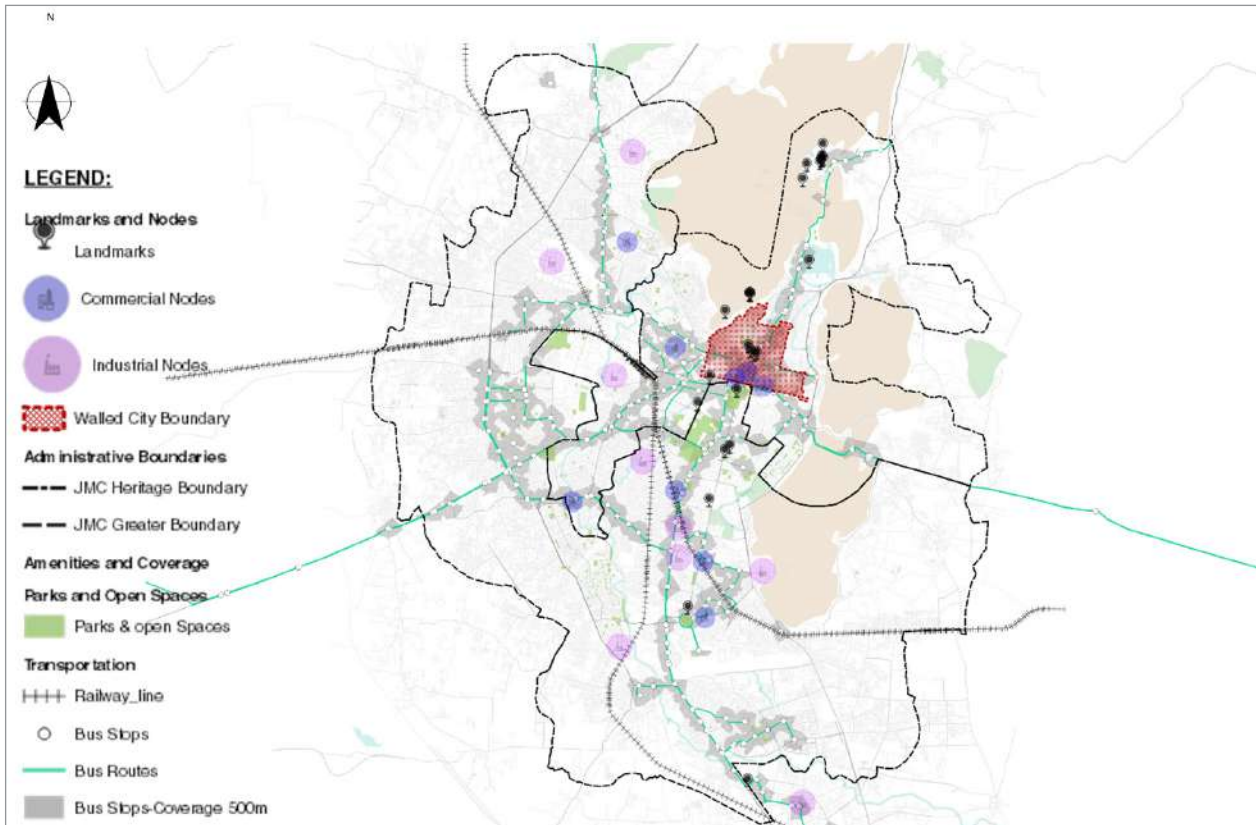 N
LEGEND:
Landmarks and Nodes
Landmarks
Commercial Nodes
Industrial Nodes
Walled City Boundary
Administrative Boundaries
JMC Heritage Boundary
JMC Greater Boundary
Amenities and Coverage
Parks and Open Spaces
Parks & open Spaces
Transportation
Railway_line
Bus Stops
Bus Routes
Bus Stops-Coverage 500m